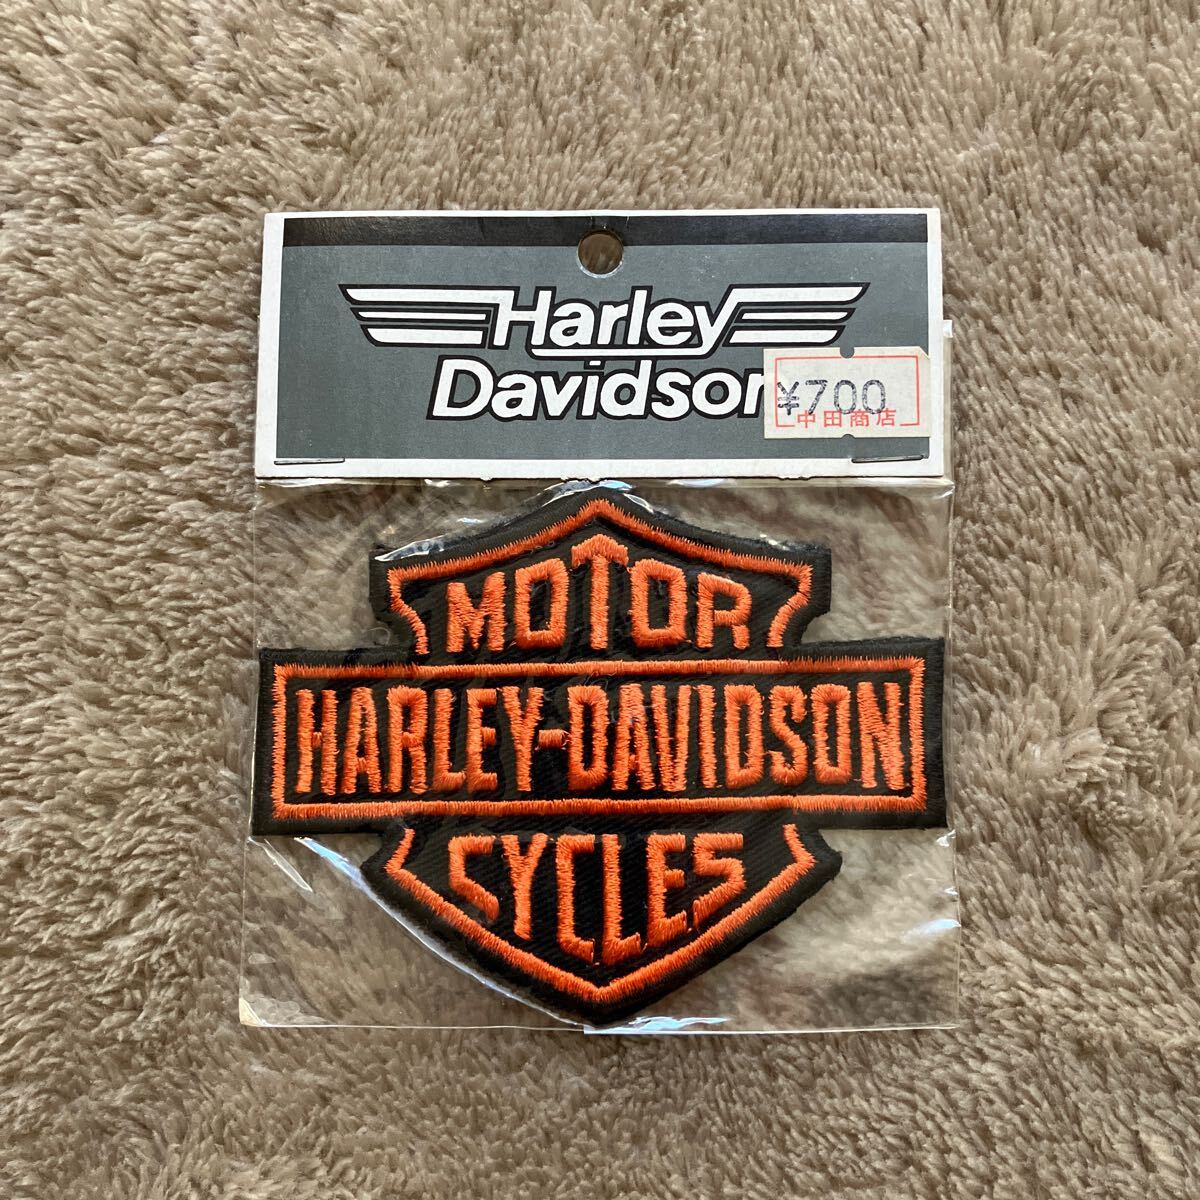 Harley
Davidson
¥700
中田商店
MOTOR
HARLEY-DAVIDSON
CYCLES